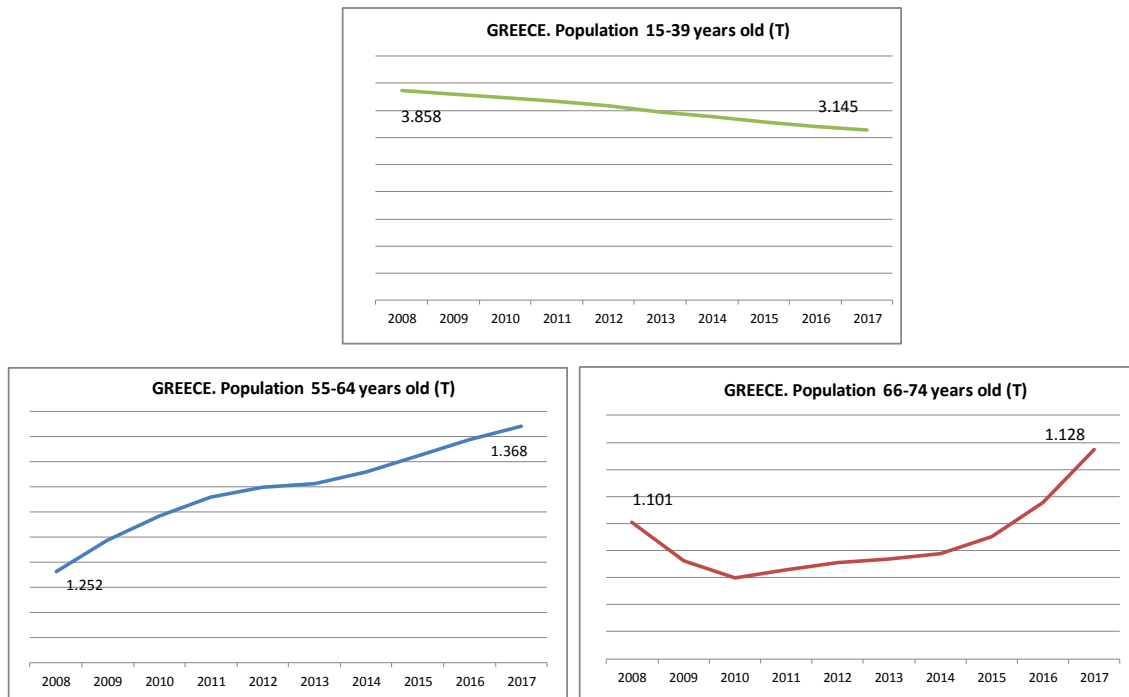 GREECE. Population 15-39 years old (T)
3.858
3.145
2008 2009 2010 2011 2012 2013 2014 2015 2016 2017
GREECE. Population 55-64 years old (T)
1.368
1.252
2008 2009 2010 2011 2012 2013 2014 2015 2016 2017
GREECE. Population 66-74 years old (T)
1.128
1.101
2008 2009 2010 2011 2012 2013 2014 2015 2016 2017